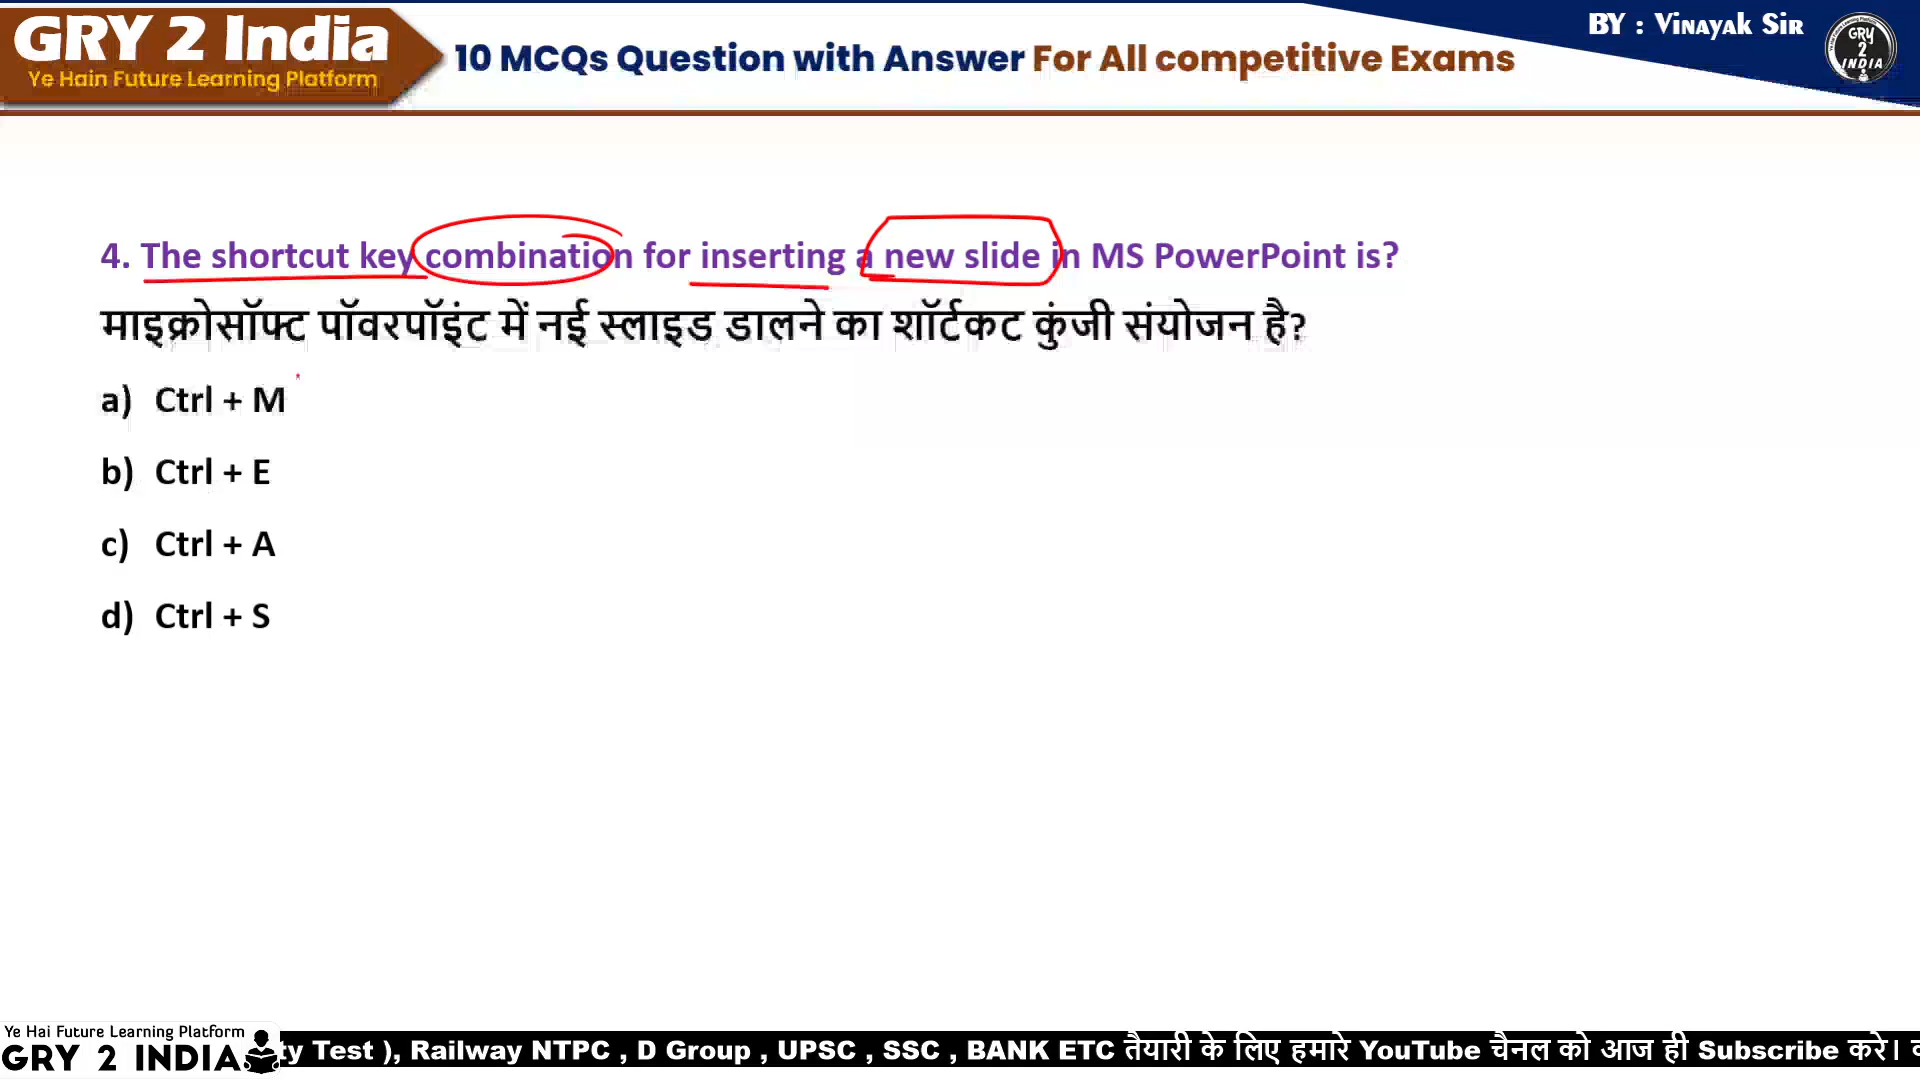 GRY 2 India
Ye Hain Future Learning Platform
10 MCQs Question with Answer For All competitive Exams
BY : Vinayak Sir
GRY
2
INDIA
4. The shortcut key combination for inserting a new slide in MS PowerPoint is?
माइक्रोसॉफ्ट पॉवरपॉइंट में नई स्लाइड डालने का शॉर्टकट कुंजी संयोजन है?
a) Ctrl + M
b) Ctrl + E
c) Ctrl + A
d) Ctrl + S
Ye Hai Future Learning Platform
GRY 2 INDIA
ty Test ), Railway NTPC , D Group , UPSC , SSC , BANK ETC तैयारी के लिए हमारे YouTube चैनल को आज ही Subscribe करे।